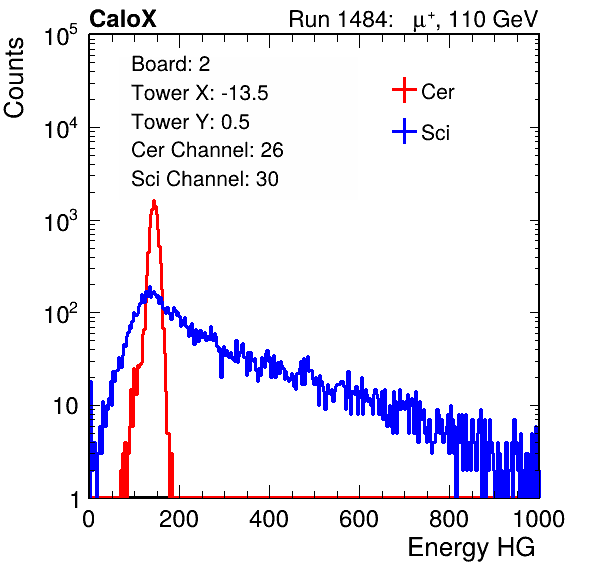 CaloX Run 1484: μ⁺, 110 GeV
Board: 2
Tower X: -13.5
Tower Y: 0.5
Cer Channel: 26
Sci Channel: 30
Cer
Sci
Counts
10⁵
10⁴
10³
10²
10
1
0 200 400 600 800 1000
Energy HG